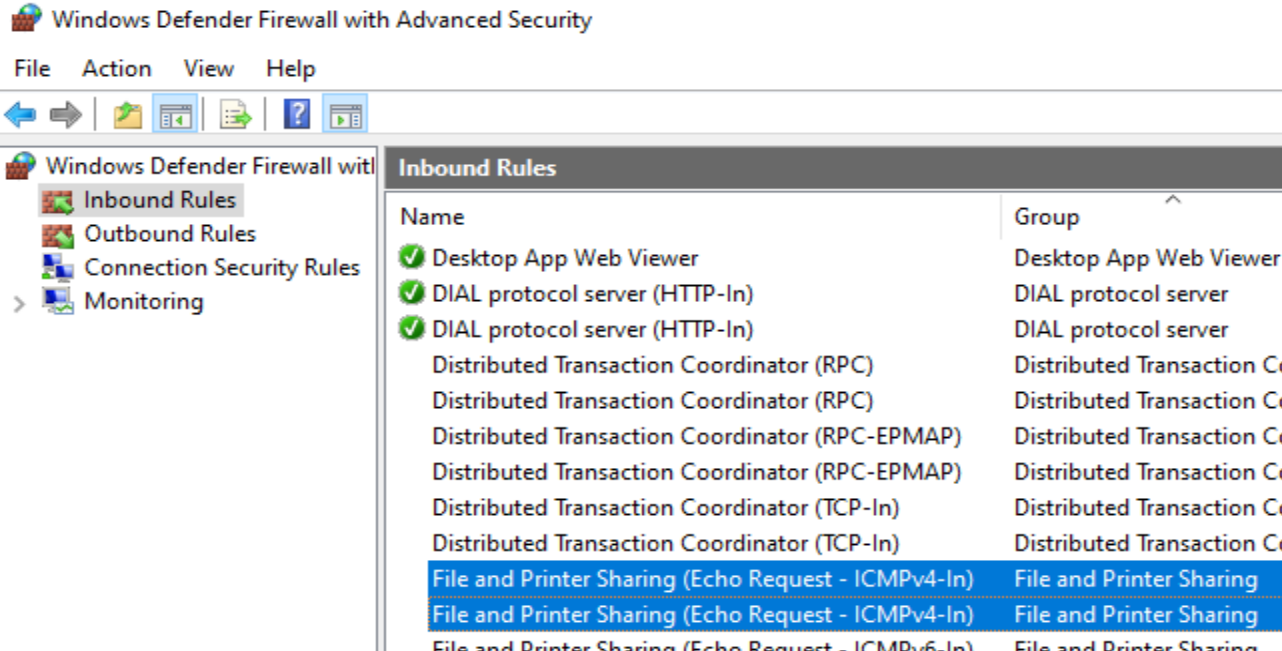 Windows Defender Firewall with Advanced Security
File Action View Help
Windows Defender Firewall witl
Inbound Rules
Outbound Rules
Connection Security Rules
Monitoring
Inbound Rules
Name Group
Desktop App Web Viewer Desktop App Web Viewer
DIAL protocol server (HTTP-In) DIAL protocol server
DIAL protocol server (HTTP-In) DIAL protocol server
Distributed Transaction Coordinator (RPC) Distributed Transaction Co
Distributed Transaction Coordinator (RPC) Distributed Transaction Co
Distributed Transaction Coordinator (RPC-EPMAP) Distributed Transaction Co
Distributed Transaction Coordinator (RPC-EPMAP) Distributed Transaction Co
Distributed Transaction Coordinator (TCP-In) Distributed Transaction Co
Distributed Transaction Coordinator (TCP-In) Distributed Transaction Co
File and Printer Sharing (Echo Request - ICMPv4-In) File and Printer Sharing
File and Printer Sharing (Echo Request - ICMPv4-In) File and Printer Sharing
File and Printer Sharing (Echo Request - ICMPv6-In) File and Printer Sharing